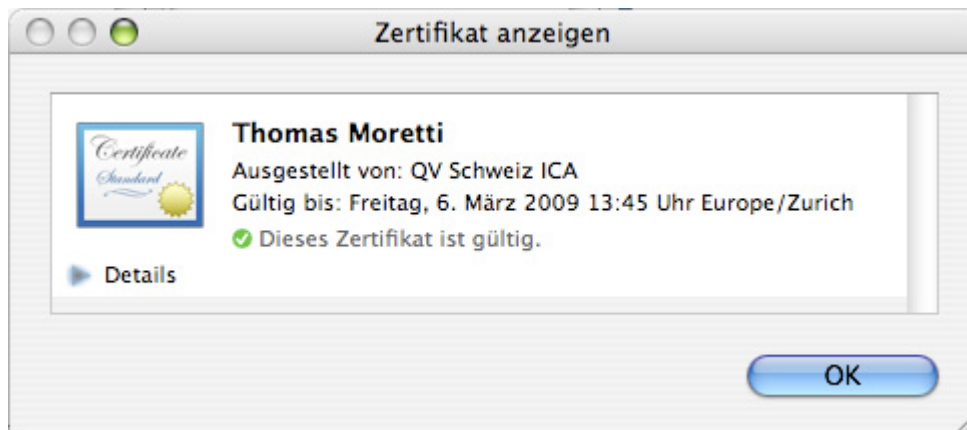 Zertifikat anzeigen
Certificate
Standard
Thomas Moretti
Ausgestellt von: QV Schweiz ICA
Gültig bis: Freitag, 6. März 2009 13:45 Uhr Europe/Zurich
Dieses Zertifikat ist gültig.
Details
OK